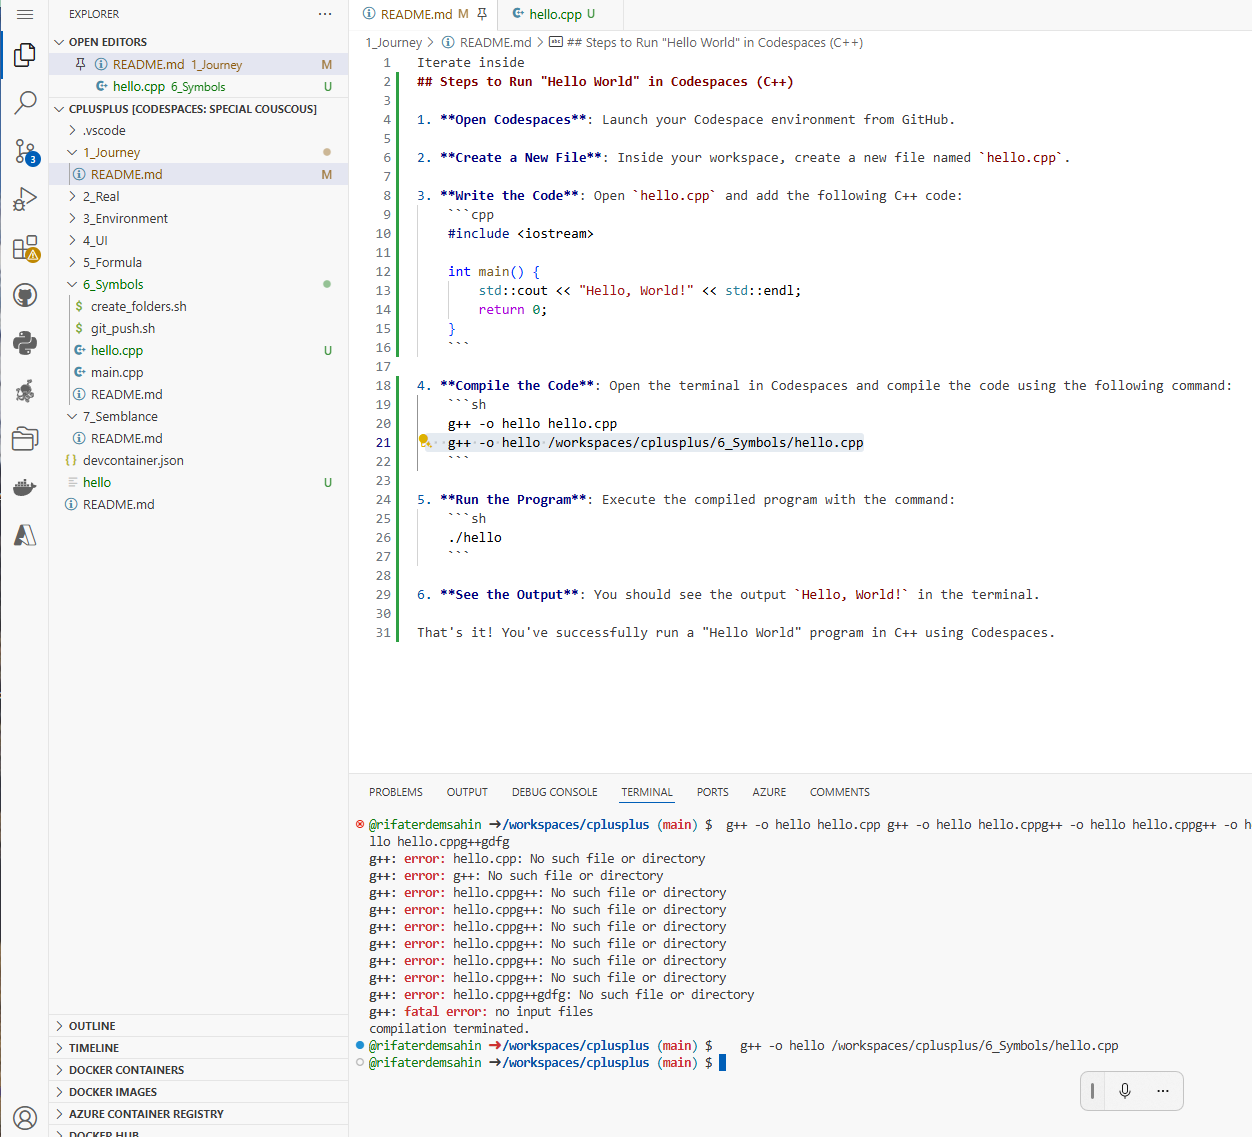 EXPLORER
OPEN EDITORS
README.md 1_Journey M
hello.cpp 6_Symbols U
CPLUSPLUS [CODESPACES: SPECIAL COUSCOUS]
.vscode
1_Journey
README.md M
2_Real
3_Environment
4_UI
5_Formula
6_Symbols
$ create_folders.sh
$ git_push.sh
hello.cpp U
main.cpp
README.md
7_Semblance
README.md
{} devcontainer.json
hello U
README.md
3
OUTLINE
TIMELINE
DOCKER CONTAINERS
DOCKER IMAGES
AZURE CONTAINER REGISTRY
DOCKER HUB
README.md M hello.cpp U
1_Journey > README.md > ## Steps to Run "Hello World" in Codespaces (C++)
1 Iterate inside
2 ## Steps to Run "Hello World" in Codespaces (C++)
3
4 1. **Open Codespaces**: Launch your Codespace environment from GitHub.
5
6 2. **Create a New File**: Inside your workspace, create a new file named `hello.cpp`.
7
8 3. **Write the Code**: Open `hello.cpp` and add the following C++ code:
9 ```cpp
10 #include <iostream>
11
12 int main() {
13 std::cout << "Hello, World!" << std::endl;
14 return 0;
15 }
16 ```
17
18 4. **Compile the Code**: Open the terminal in Codespaces and compile the code using the following command:
19 ```sh
20 g++ -o hello hello.cpp
21 g++ -o hello /workspaces/cplusplus/6_Symbols/hello.cpp
22 ```
23
24 5. **Run the Program**: Execute the compiled program with the command:
25 ```sh
26 ./hello
27 ```
28
29 6. **See the Output**: You should see the output `Hello, World!` in the terminal.
30
31 That's it! You've successfully run a "Hello World" program in C++ using Codespaces.
PROBLEMS OUTPUT DEBUG CONSOLE TERMINAL PORTS AZURE COMMENTS
@rifaterdemsahin ➜/workspaces/cplusplus (main) $ g++ -o hello hello.cpp g++ -o hello hello.cppg++ -o hello hello.cppg++ -o h
llo hello.cppg++gdfg
g++: error: hello.cpp: No such file or directory
g++: error: g++: No such file or directory
g++: error: hello.cppg++: No such file or directory
g++: error: hello.cppg++: No such file or directory
g++: error: hello.cppg++: No such file or directory
g++: error: hello.cppg++: No such file or directory
g++: error: hello.cppg++: No such file or directory
g++: error: hello.cppg++: No such file or directory
g++: error: hello.cppg++gdfg: No such file or directory
g++: fatal error: no input files
compilation terminated.
@rifaterdemsahin ➜/workspaces/cplusplus (main) $ g++ -o hello /workspaces/cplusplus/6_Symbols/hello.cpp
@rifaterdemsahin ➜/workspaces/cplusplus (main) $